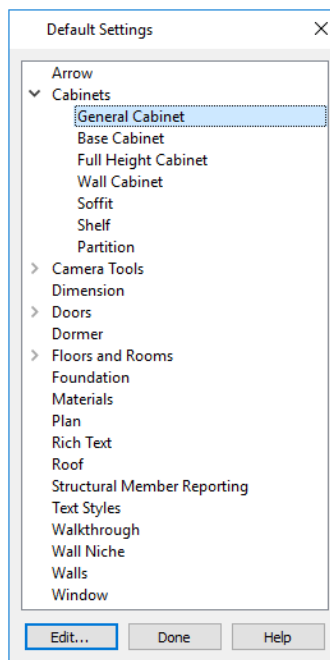 Default Settings
Arrow
Cabinets
General Cabinet
Base Cabinet
Full Height Cabinet
Wall Cabinet
Soffit
Shelf
Partition
Camera Tools
Dimension
Doors
Dormer
Floors and Rooms
Foundation
Materials
Plan
Rich Text
Roof
Structural Member Reporting
Text Styles
Walkthrough
Wall Niche
Walls
Window
Edit... Done Help